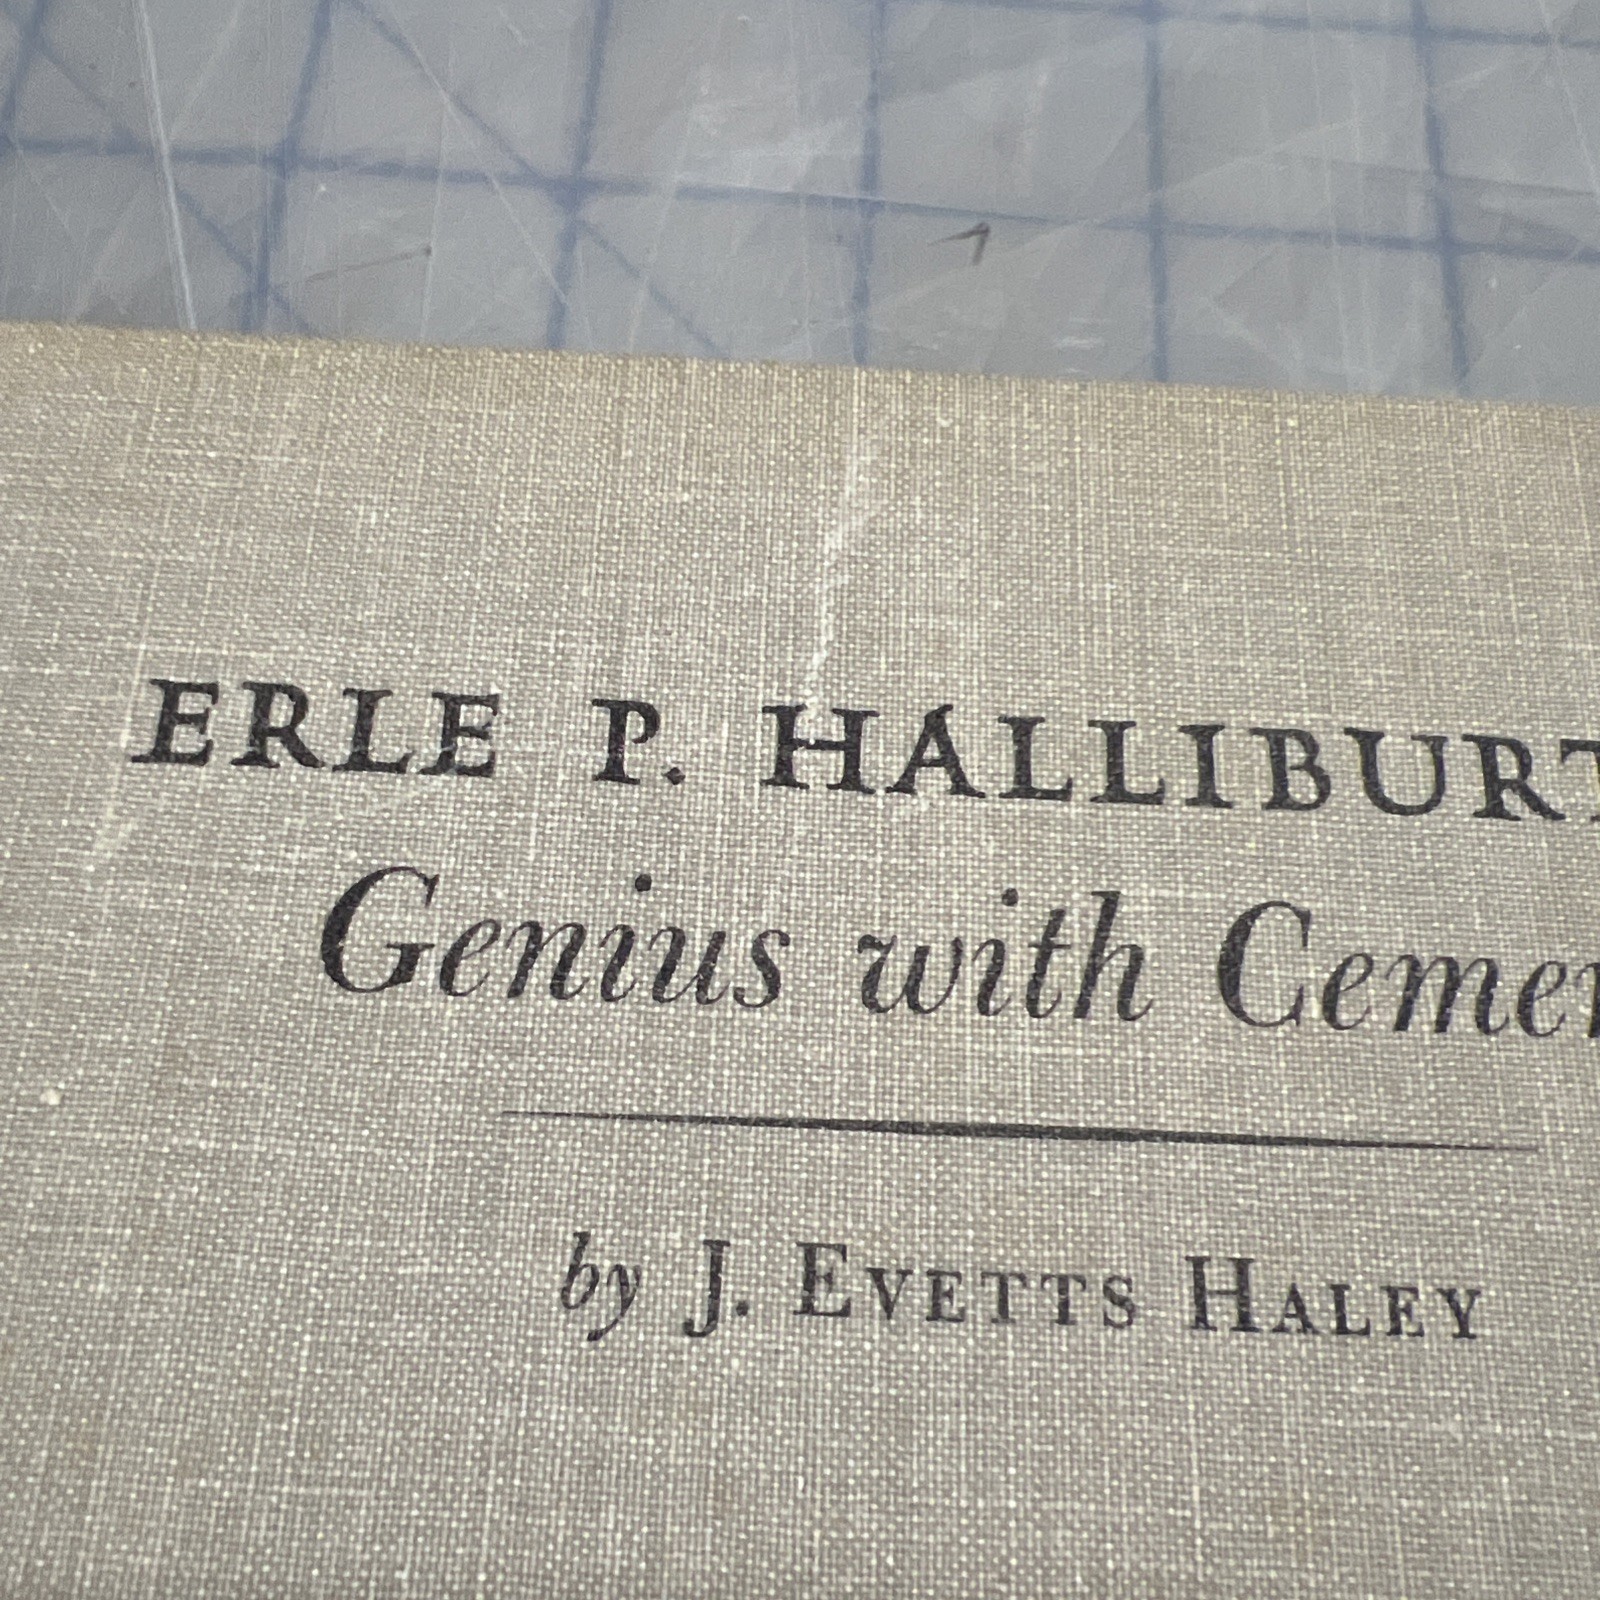 ERLE P. HALLIBURT
Genius with Cemen
by J. EVETTS HALEY